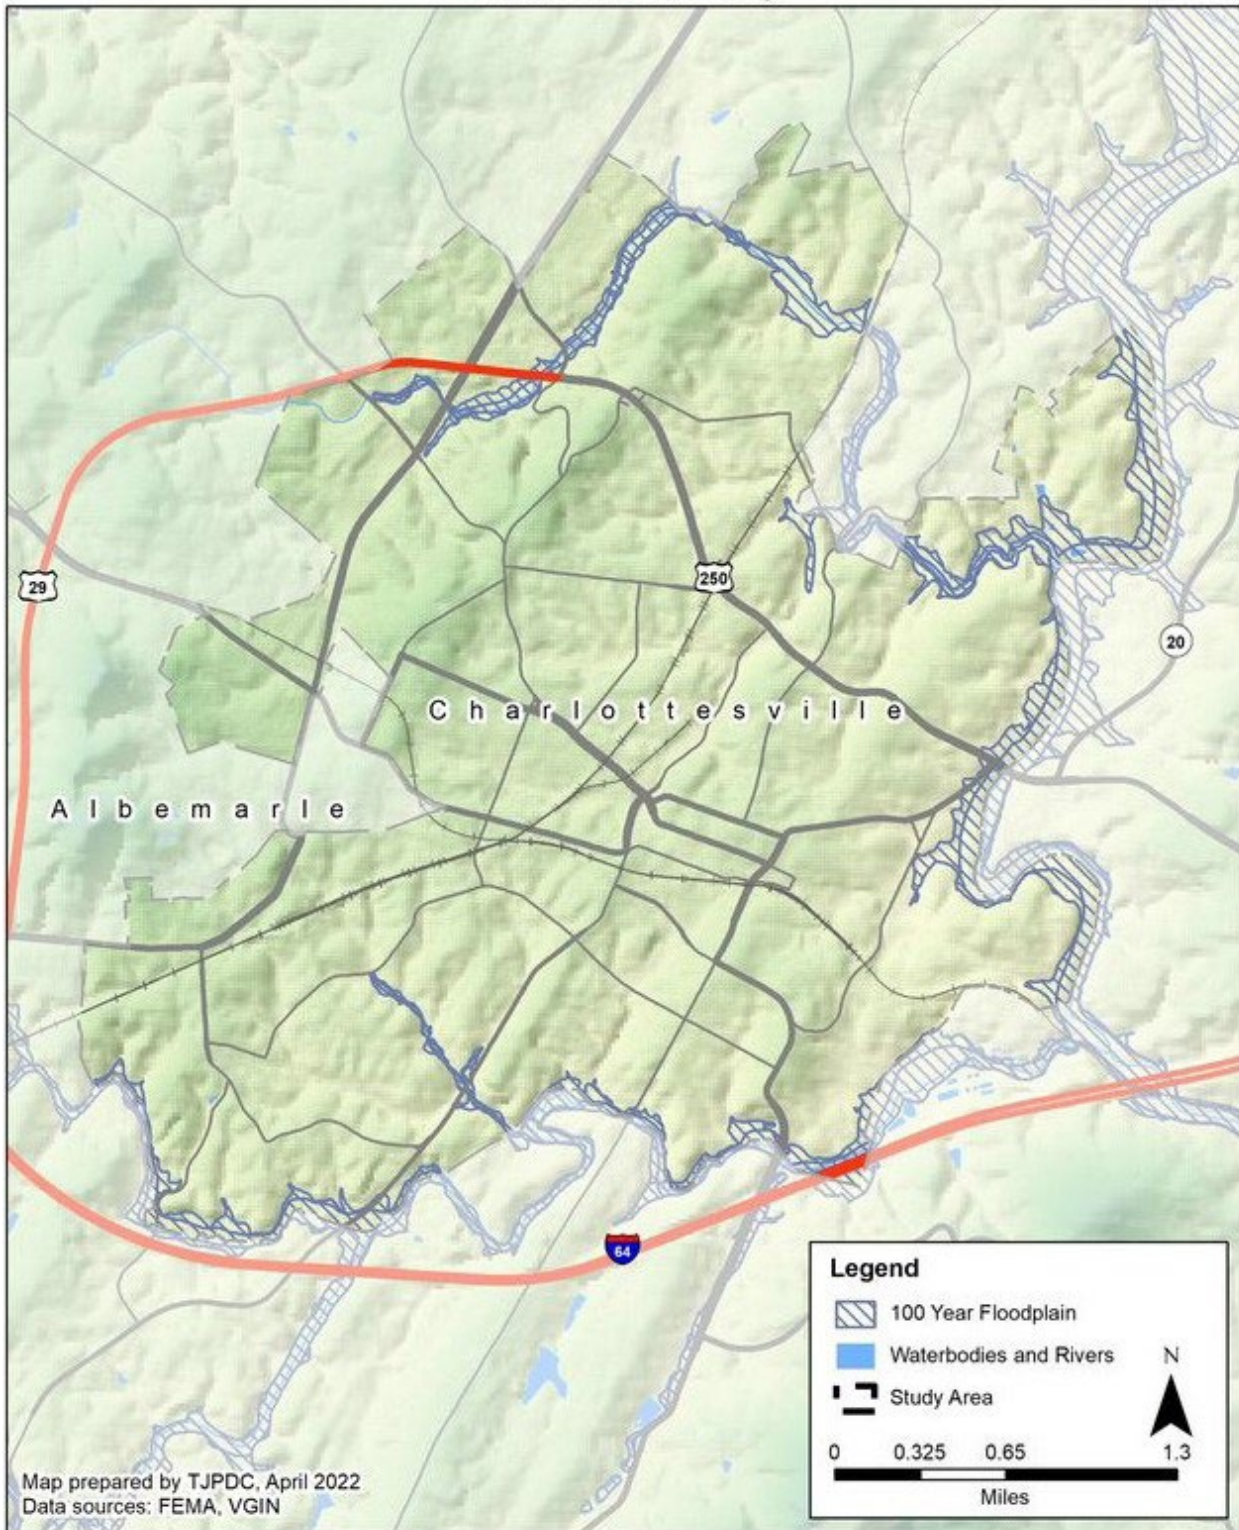 29
250
20
Charlottesville
Albemarle
64
Legend
100 Year Floodplain
Waterbodies and Rivers
Study Area
N
0 0.325 0.65 1.3
Miles
Map prepared by TJPDC, April 2022
Data sources: FEMA, VGIN